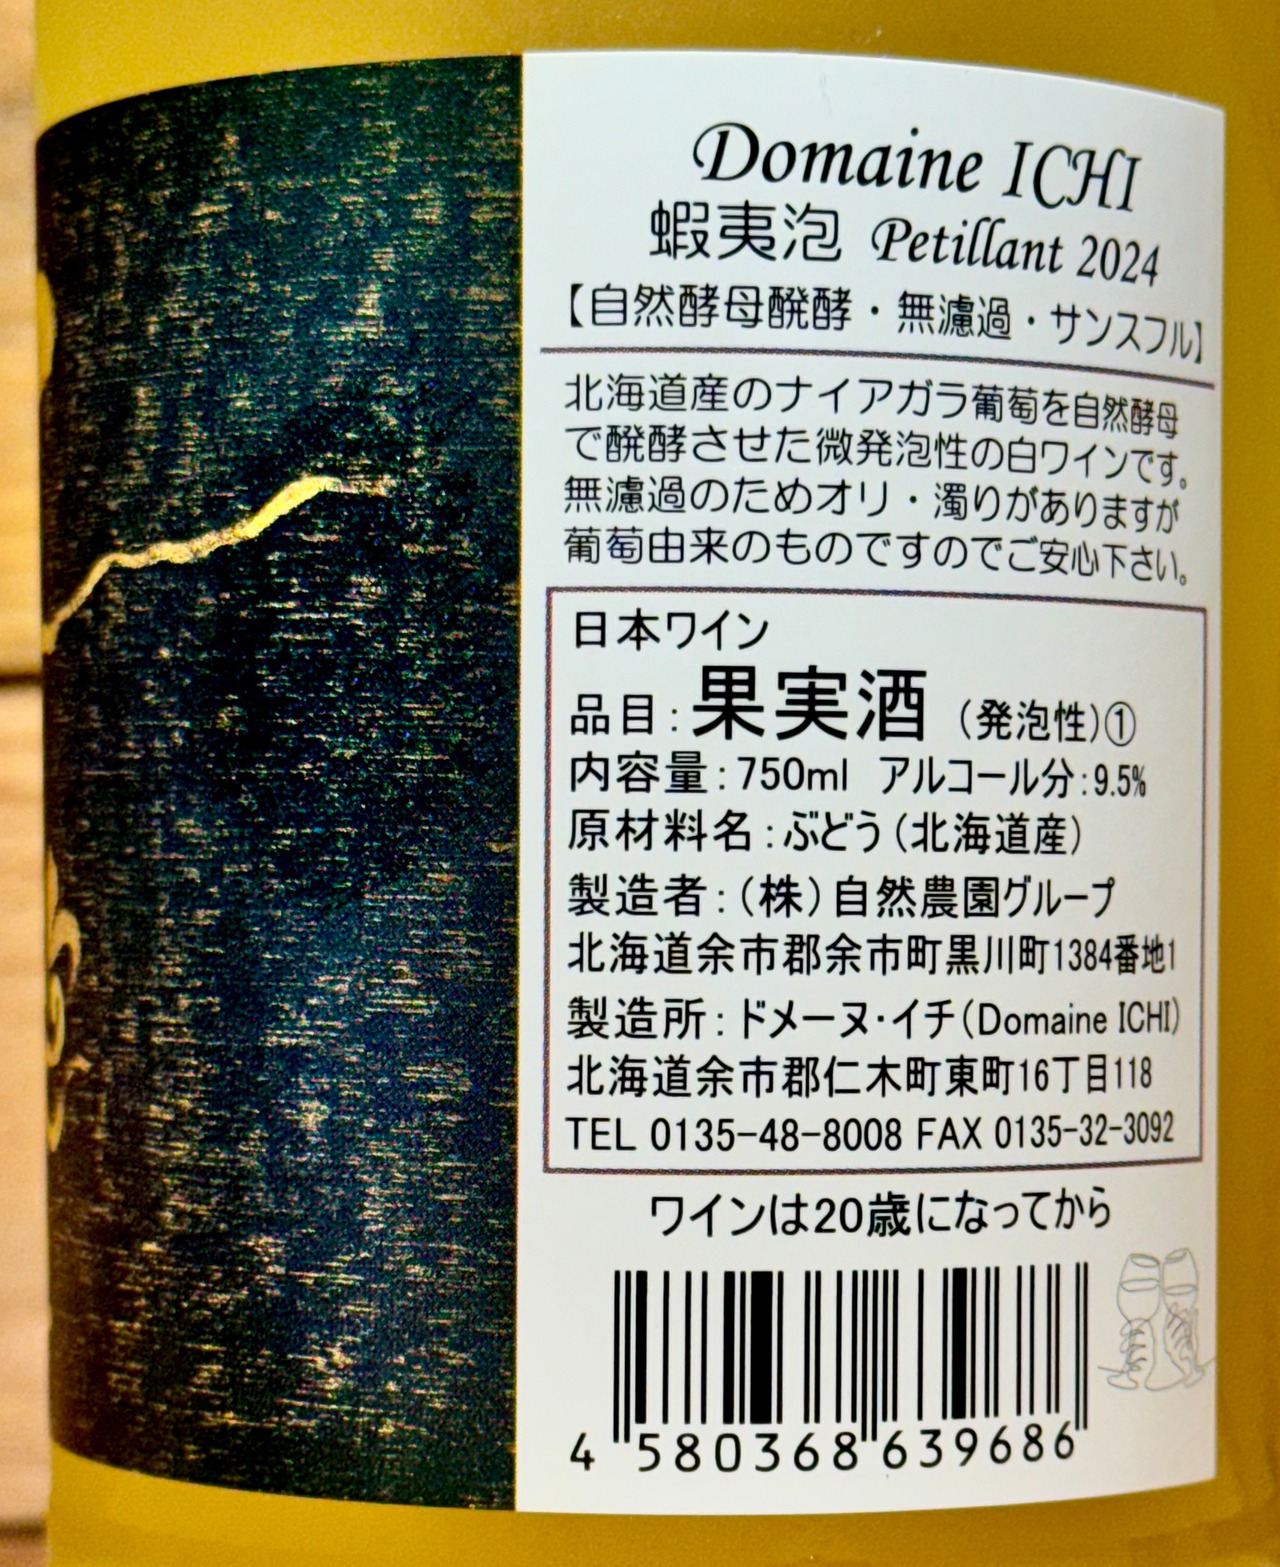 Domaine ICHI
蝦夷泡 Petillant 2024
【自然酵母醗酵・無濾過・サンスフル】
北海道産のナイアガラ葡萄を自然酵母
で醗酵させた微発泡性の白ワインです。
無濾過のためオリ・濁りがありますが
葡萄由来のものですのでご安心下さい。
日本ワイン
品目:果実酒 (発泡性)①
内容量:750ml アルコール分:9.5%
原材料名:ぶどう(北海道産)
製造者:(株)自然農園グループ
北海道余市郡余市町黒川町1384番地1
製造所:ドメーヌ・イチ(Domaine ICHI)
北海道余市郡仁木町東町16丁目118
TEL 0135-48-8008 FAX 0135-32-3092
ワインは20歳になってから
4 580368 639686